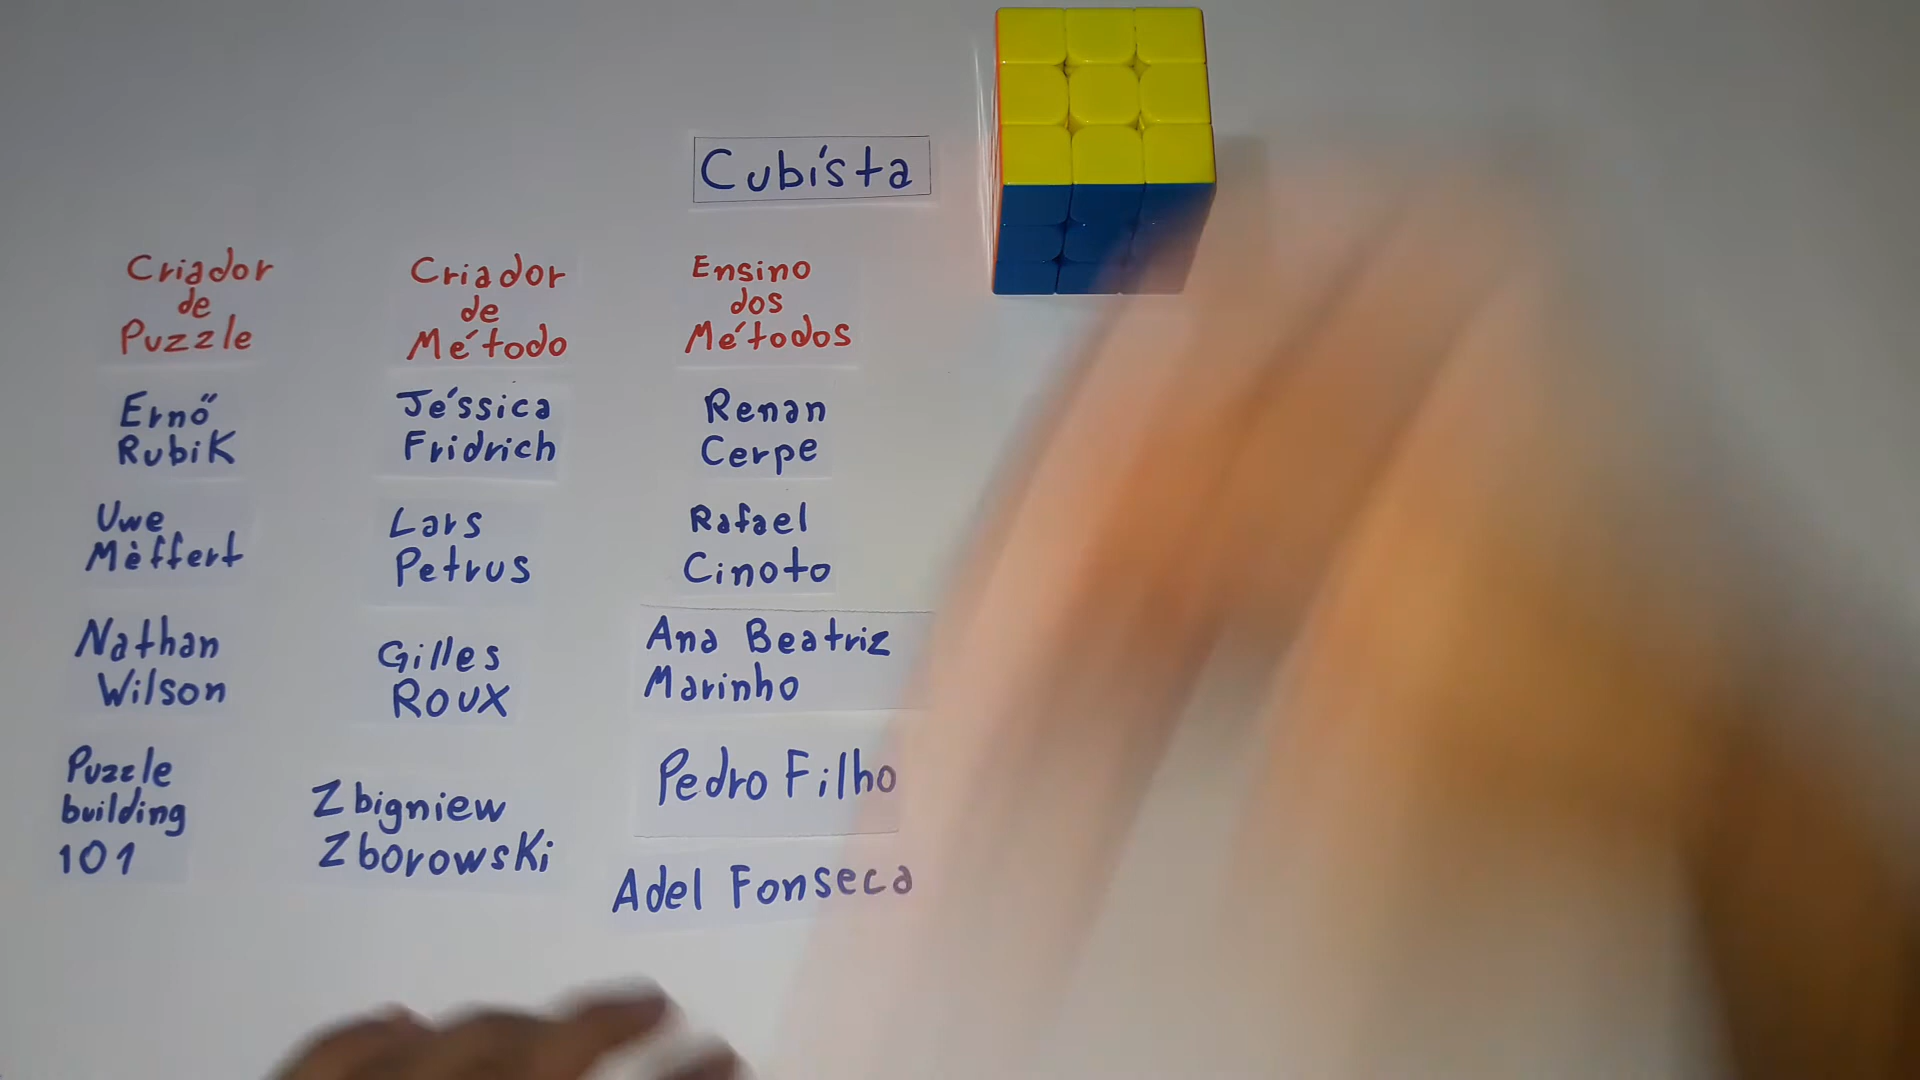 Cubista
Criador
de
Puzzle
Ernő
Rubik
Uwe
Mèffert
Nathan
Wilson
Puzzle
building
101
Criador
de
Método
Jéssica
Fridrich
Lars
Petrus
Gilles
Roux
Zbigniew
Zborowski
Ensino
dos
Métodos
Renan
Cerpe
Rafael
Cinoto
Ana Beatriz
Marinho
Pedro Filho
Adel Fonseca